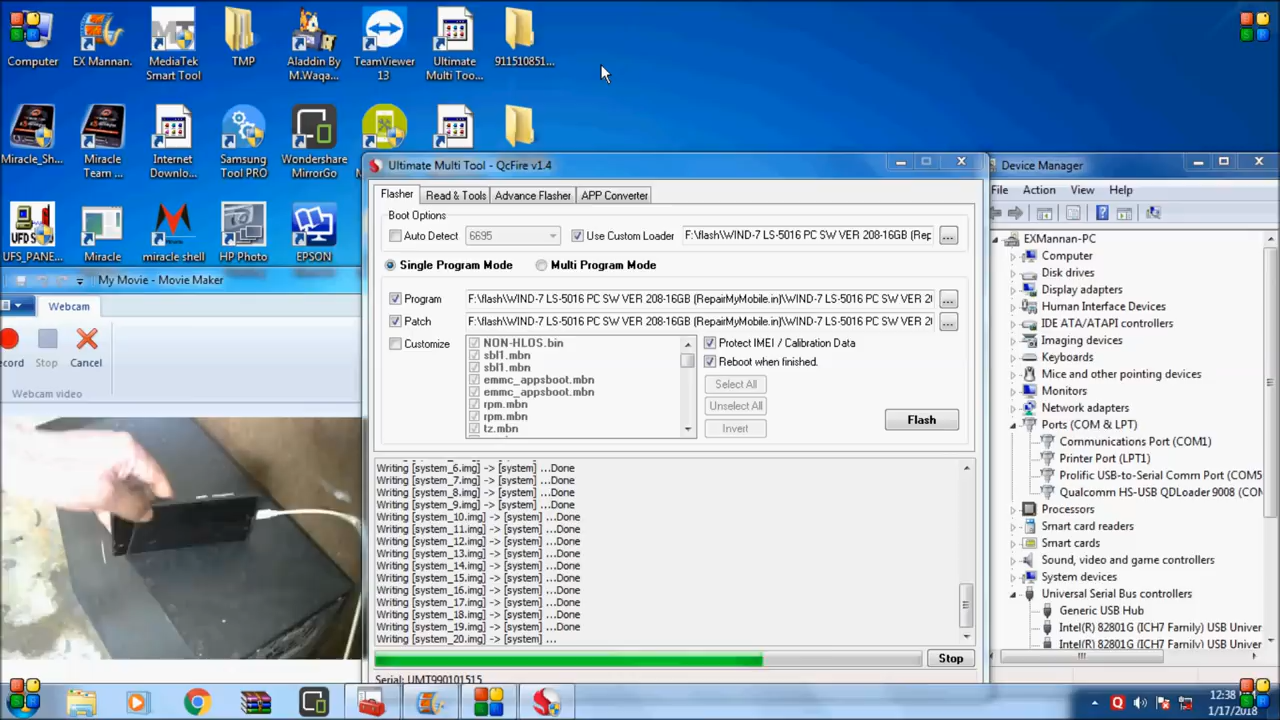 Computer
EX Mannan.
MediaTek
Smart Tool
TMP
Aladdin By
M.Waqa...
TeamViewer
13
Ultimate
Multi Too...
911510851...
Miracle_Sh...
Miracle
Team ...
Internet
Downlo...
Samsung
Tool PRO
Wondershare
MirrorGo
UFS_PANE...
Miracle
miracle shell
HP Photo
EPSON
My Movie - Movie Maker
Webcam
ecord
Stop
Cancel
Webcam video
Ultimate Multi Tool - QcFire v1.4
Flasher
Read & Tools
Advance Flasher
APP Converter
Boot Options
Auto Detect
6695
Use Custom Loader
F:\flash\WIND-7 LS-5016 PC SW VER 208-16GB (Rep
...
Single Program Mode
Multi Program Mode
Program
F:\flash\WIND-7 LS-5016 PC SW VER 208-16GB (RepairMyMobile.in)\WIND-7 LS-5016 PC SW VER 2(
...
Patch
F:\flash\WIND-7 LS-5016 PC SW VER 208-16GB (RepairMyMobile.in)\WIND-7 LS-5016 PC SW VER 2(
...
Customize
NON-HLOS.bin
sbl1.mbn
sbl1.mbn
emmc_appsboot.mbn
emmc_appsboot.mbn
rpm.mbn
rpm.mbn
tz.mbn
Protect IMEI / Calibration Data
Reboot when finished.
Select All
Unselect All
Invert
Flash
Writing [system_6.img] -> [system] ...Done
Writing [system_7.img] -> [system] ...Done
Writing [system_8.img] -> [system] ...Done
Writing [system_9.img] -> [system] ...Done
Writing [system_10.img] -> [system] ...Done
Writing [system_11.img] -> [system] ...Done
Writing [system_12.img] -> [system] ...Done
Writing [system_13.img] -> [system] ...Done
Writing [system_14.img] -> [system] ...Done
Writing [system_15.img] -> [system] ...Done
Writing [system_16.img] -> [system] ...Done
Writing [system_17.img] -> [system] ...Done
Writing [system_18.img] -> [system] ...Done
Writing [system_19.img] -> [system] ...Done
Writing [system_20.img] -> [system] ...
Stop
Serial: UMT990101515
Device Manager
File Action View Help
EXMannan-PC
Computer
Disk drives
Display adapters
Human Interface Devices
IDE ATA/ATAPI controllers
Imaging devices
Keyboards
Mice and other pointing devices
Monitors
Network adapters
Ports (COM & LPT)
Communications Port (COM1)
Printer Port (LPT1)
Prolific USB-to-Serial Comm Port (COM5
Qualcomm HS-USB QDLoader 9008 (CON
Processors
Smart card readers
Smart cards
Sound, video and game controllers
System devices
Universal Serial Bus controllers
Generic USB Hub
Intel(R) 82801G (ICH7 Family) USB Univer
Intel(R) 82801G (ICH7 Family) USB Univer
12:38
1/17/2018